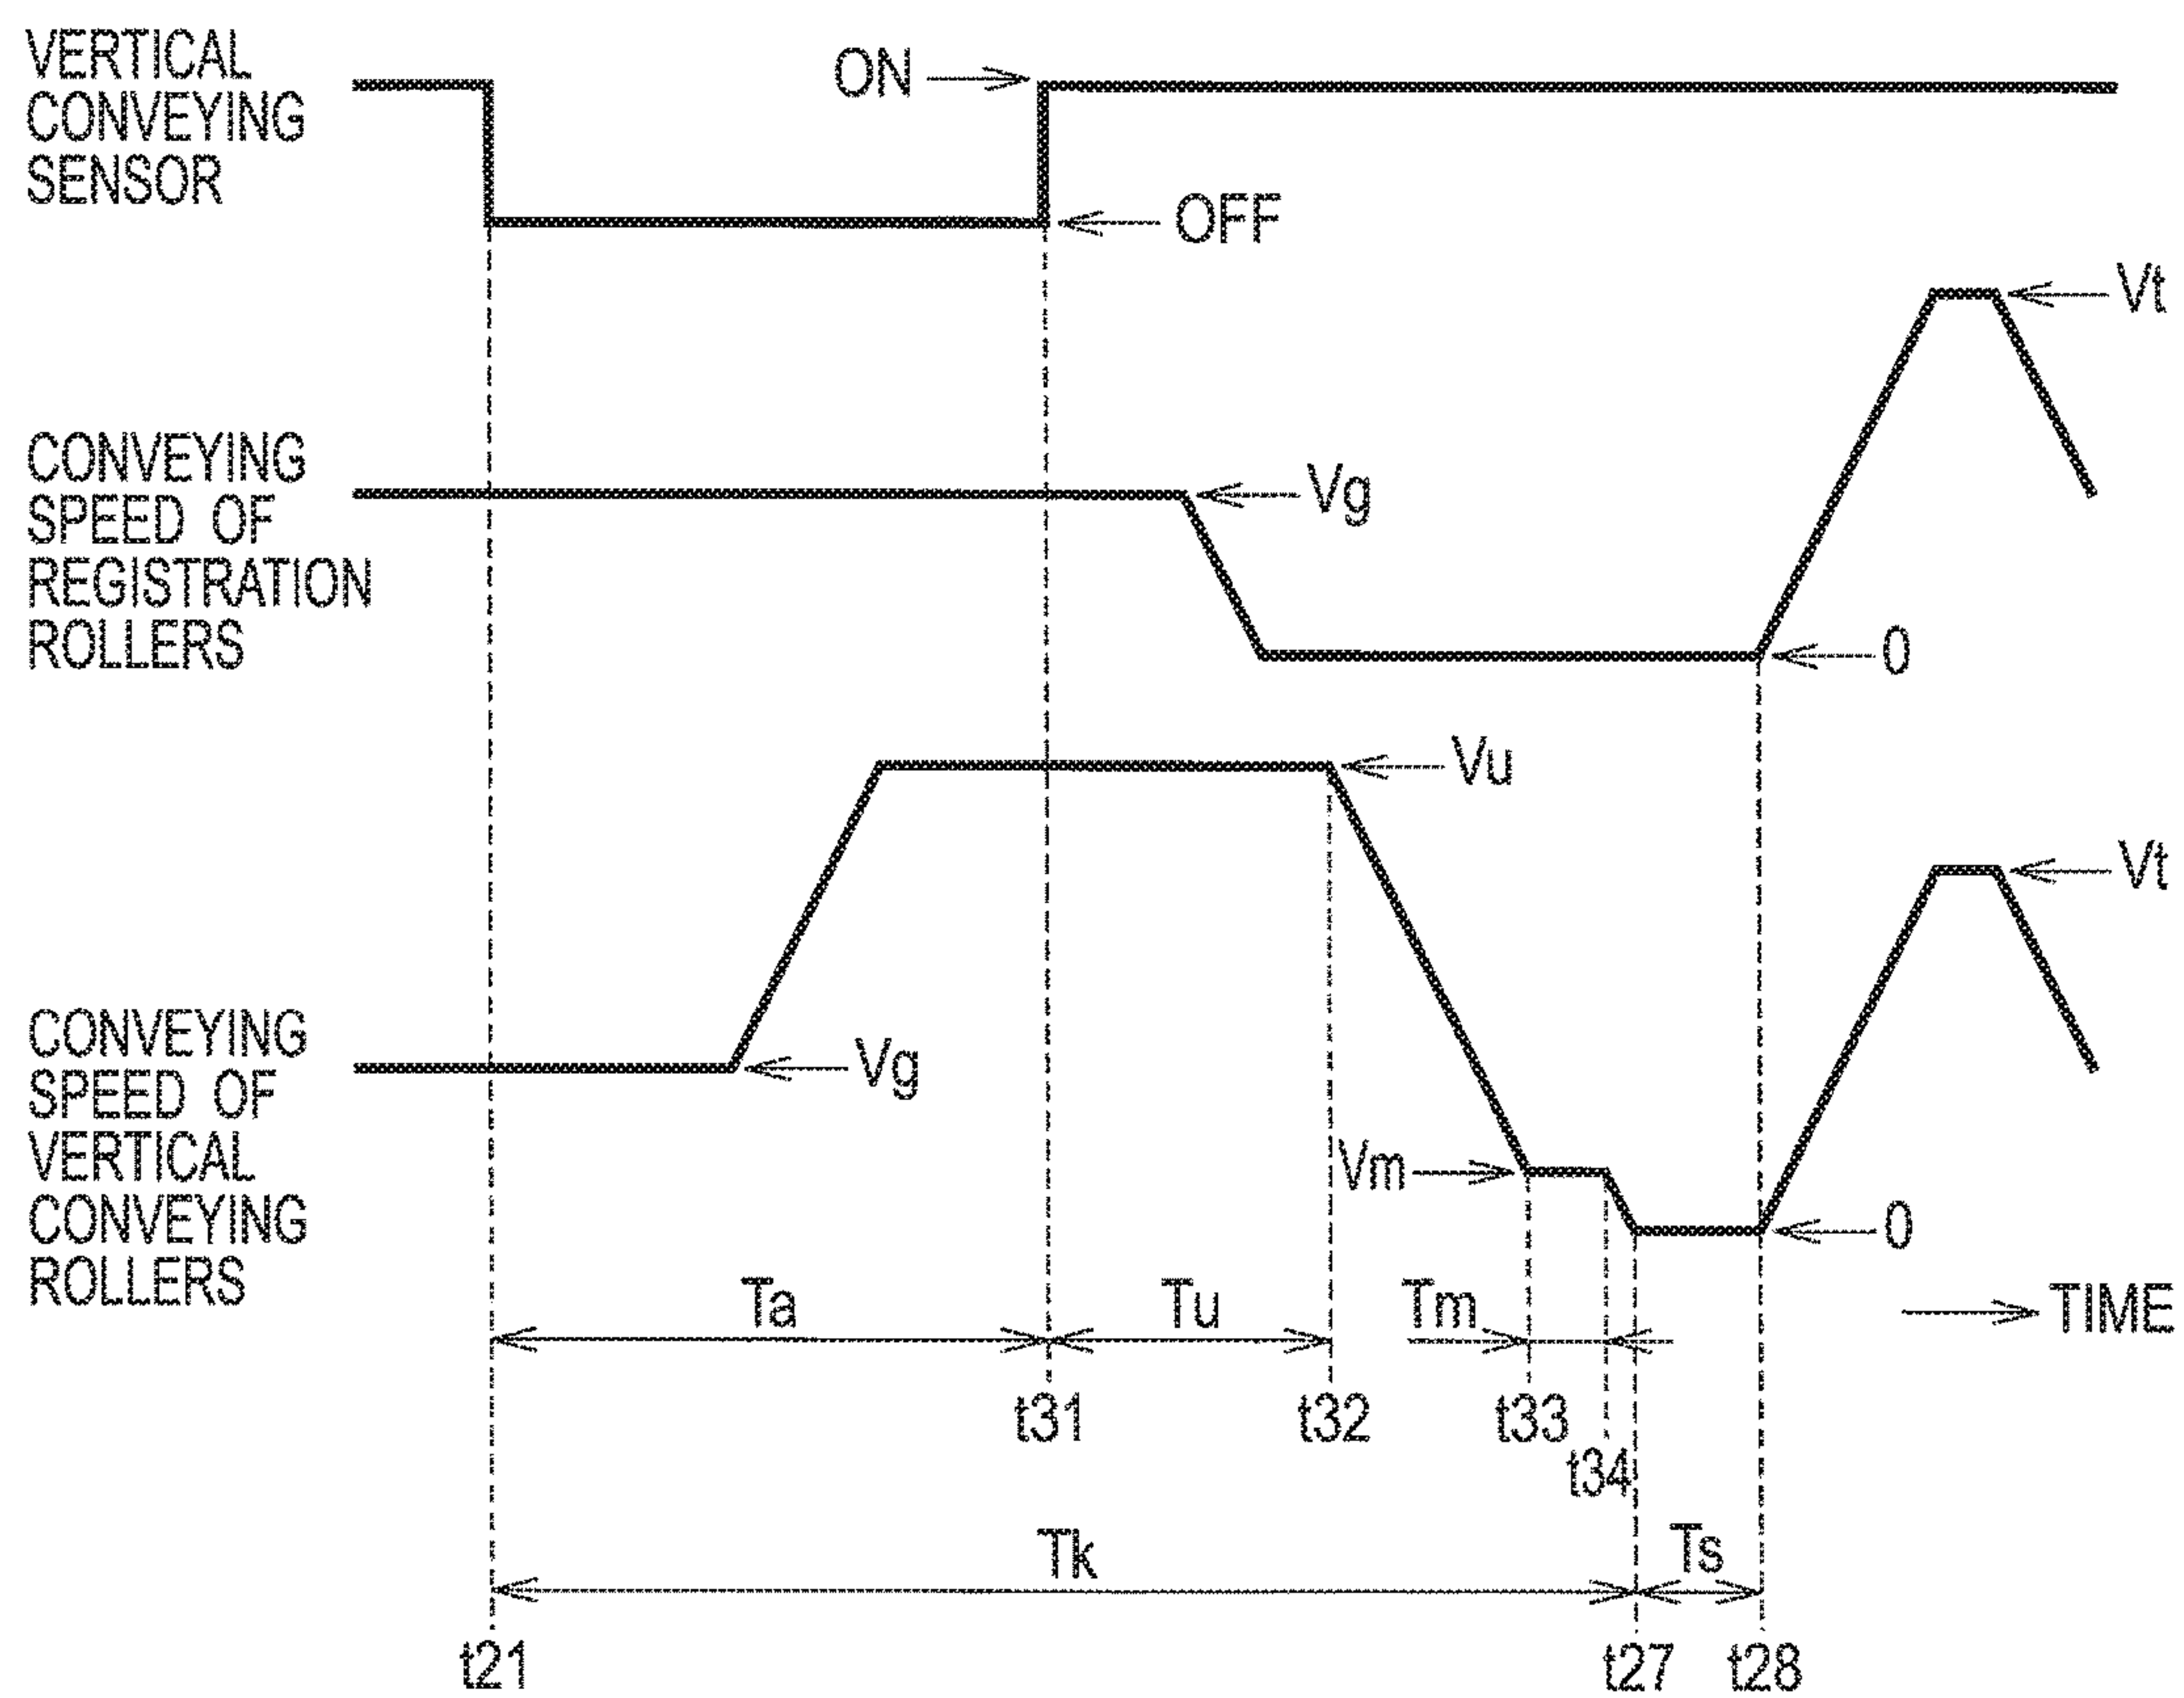 VERTICAL
CONVEYING
SENSOR
ON
OFF
Vt
CONVEYING
SPEED OF
REGISTRATION
ROLLERS
Vg
0
Vu
Vt
CONVEYING
SPEED OF
VERTICAL
CONVEYING
ROLLERS
Vg
Vm
0
Ta
Tu
Tm
TIME
t31
t32
t33
t34
Tk
Ts
t21
t27
t28